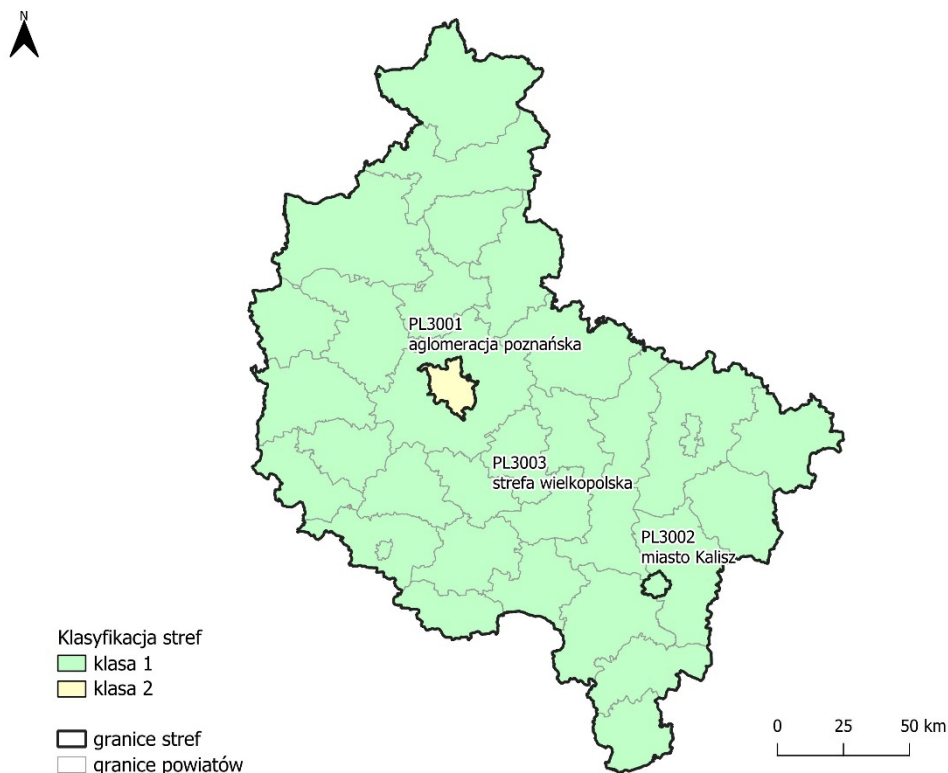 N
PL3001
aglomeracja poznańska
PL3003
strefa wielkopolska
PL3002
miasto Kalisz
Klasyfikacja stref
klasa 1
klasa 2
granice stref
granice powiatów
0 25 50 km